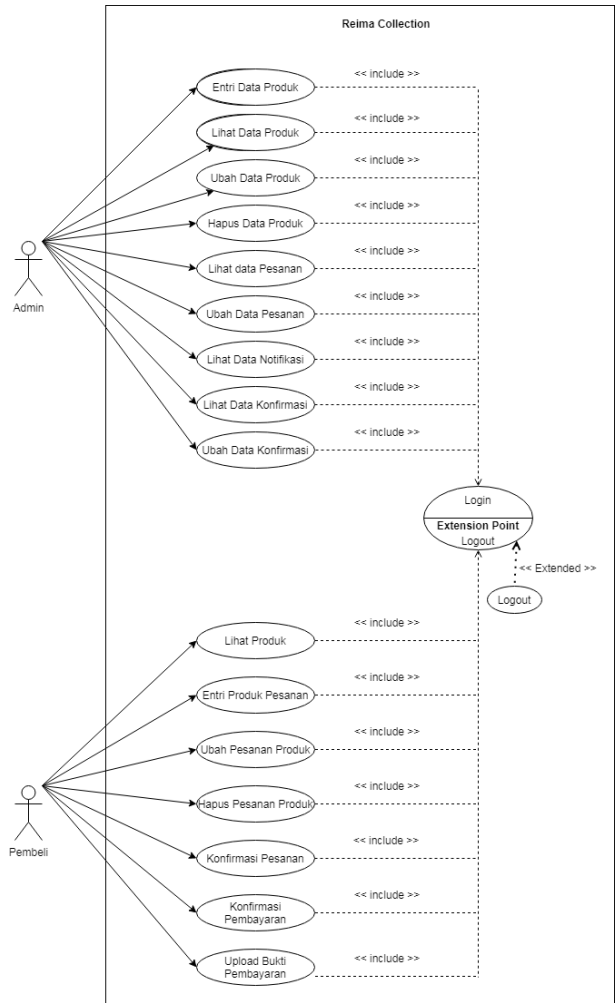 Reima Collection
<< include >>
Entri Data Produk
<< include >>
Lihat Data Produk
<< include >>
Ubah Data Produk
<< include >>
Hapus Data Produk
<< include >>
Lihat data Pesanan
Admin
<< include >>
Ubah Data Pesanan
<< include >>
Lihat Data Notifikasi
<< include >>
Lihat Data Konfirmasi
<< include >>
Ubah Data Konfirmasi
Login
Extension Point
Logout
<< Extended >>
Logout
<< include >>
Lihat Produk
<< include >>
Entri Produk Pesanan
<< include >>
Ubah Pesanan Produk
<< include >>
Hapus Pesanan Produk
Pembeli
<< include >>
Konfirmasi Pesanan
<< include >>
Konfirmasi
Pembayaran
<< include >>
Upload Bukti
Pembayaran